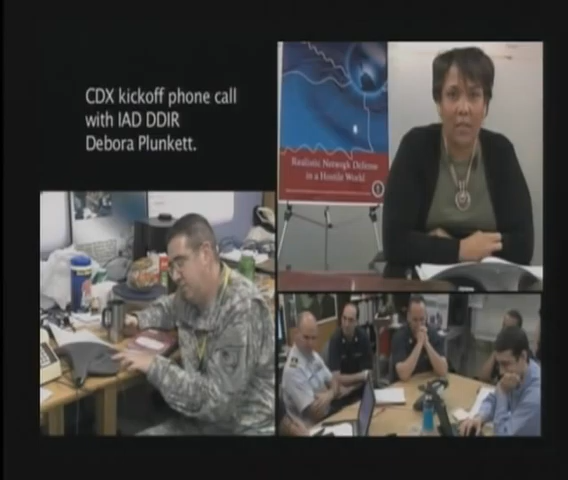 CDX kickoff phone call
with IAD DDIR
Debora Plunkett.
Realistic Network Defense
in a Hostile World